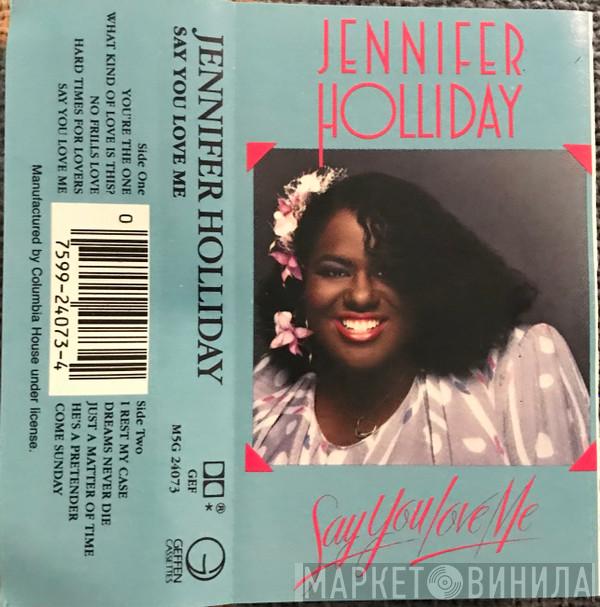 JENNIFER
HOLLIDAY
Say You Love Me
JENNIFER HOLLIDAY
SAY YOU LOVE ME
M5G 24073
GEF
®
*
GEFFEN
CASSETTES
Side One
YOU'RE THE ONE
WHAT KIND OF LOVE IS THIS?
NO FRILLS LOVE
HARD TIMES FOR LOVERS
SAY YOU LOVE ME
0
7599-24073-4
Side Two
I REST MY CASE
DREAMS NEVER DIE
JUST A MATTER OF TIME
HE'S A PRETENDER
COME SUNDAY
Manufactured by Columbia House under license.
МАРКЕТ ВИНИЛА